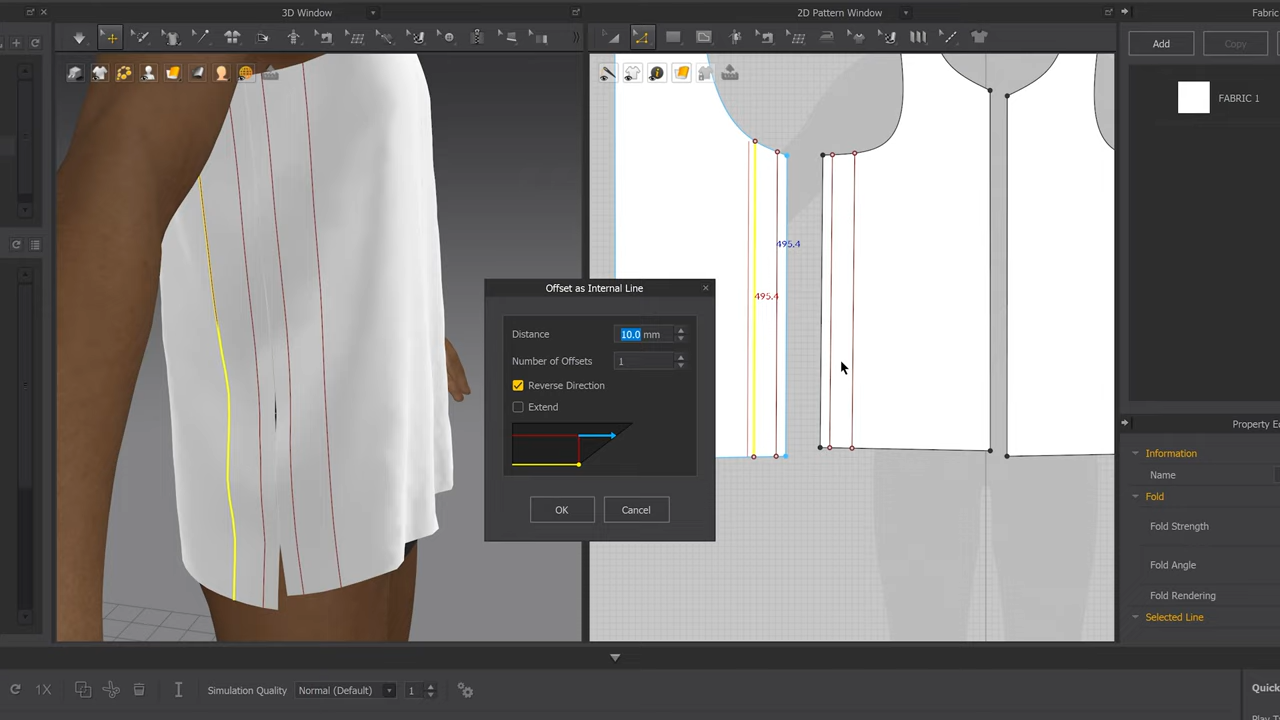 3D Window
2D Pattern Window
Fabric
Add
Copy
FABRIC 1
495.4
495.4
Offset as Internal Line
Distance
10.0 mm
Number of Offsets
1
Reverse Direction
Extend
OK
Cancel
Property E
Information
Name
Fold
Fold Strength
Fold Angle
Fold Rendering
Selected Line
1X
Simulation Quality
Normal (Default)
1
Quick